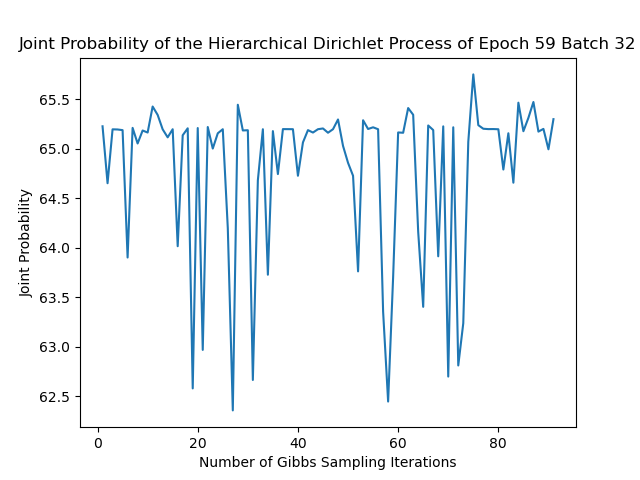 Joint Probability of the Hierarchical Dirichlet Process of Epoch 59 Batch 32
65.5
65.0
64.5
64.0
63.5
63.0
62.5
Joint Probability
0 20 40 60 80
Number of Gibbs Sampling Iterations